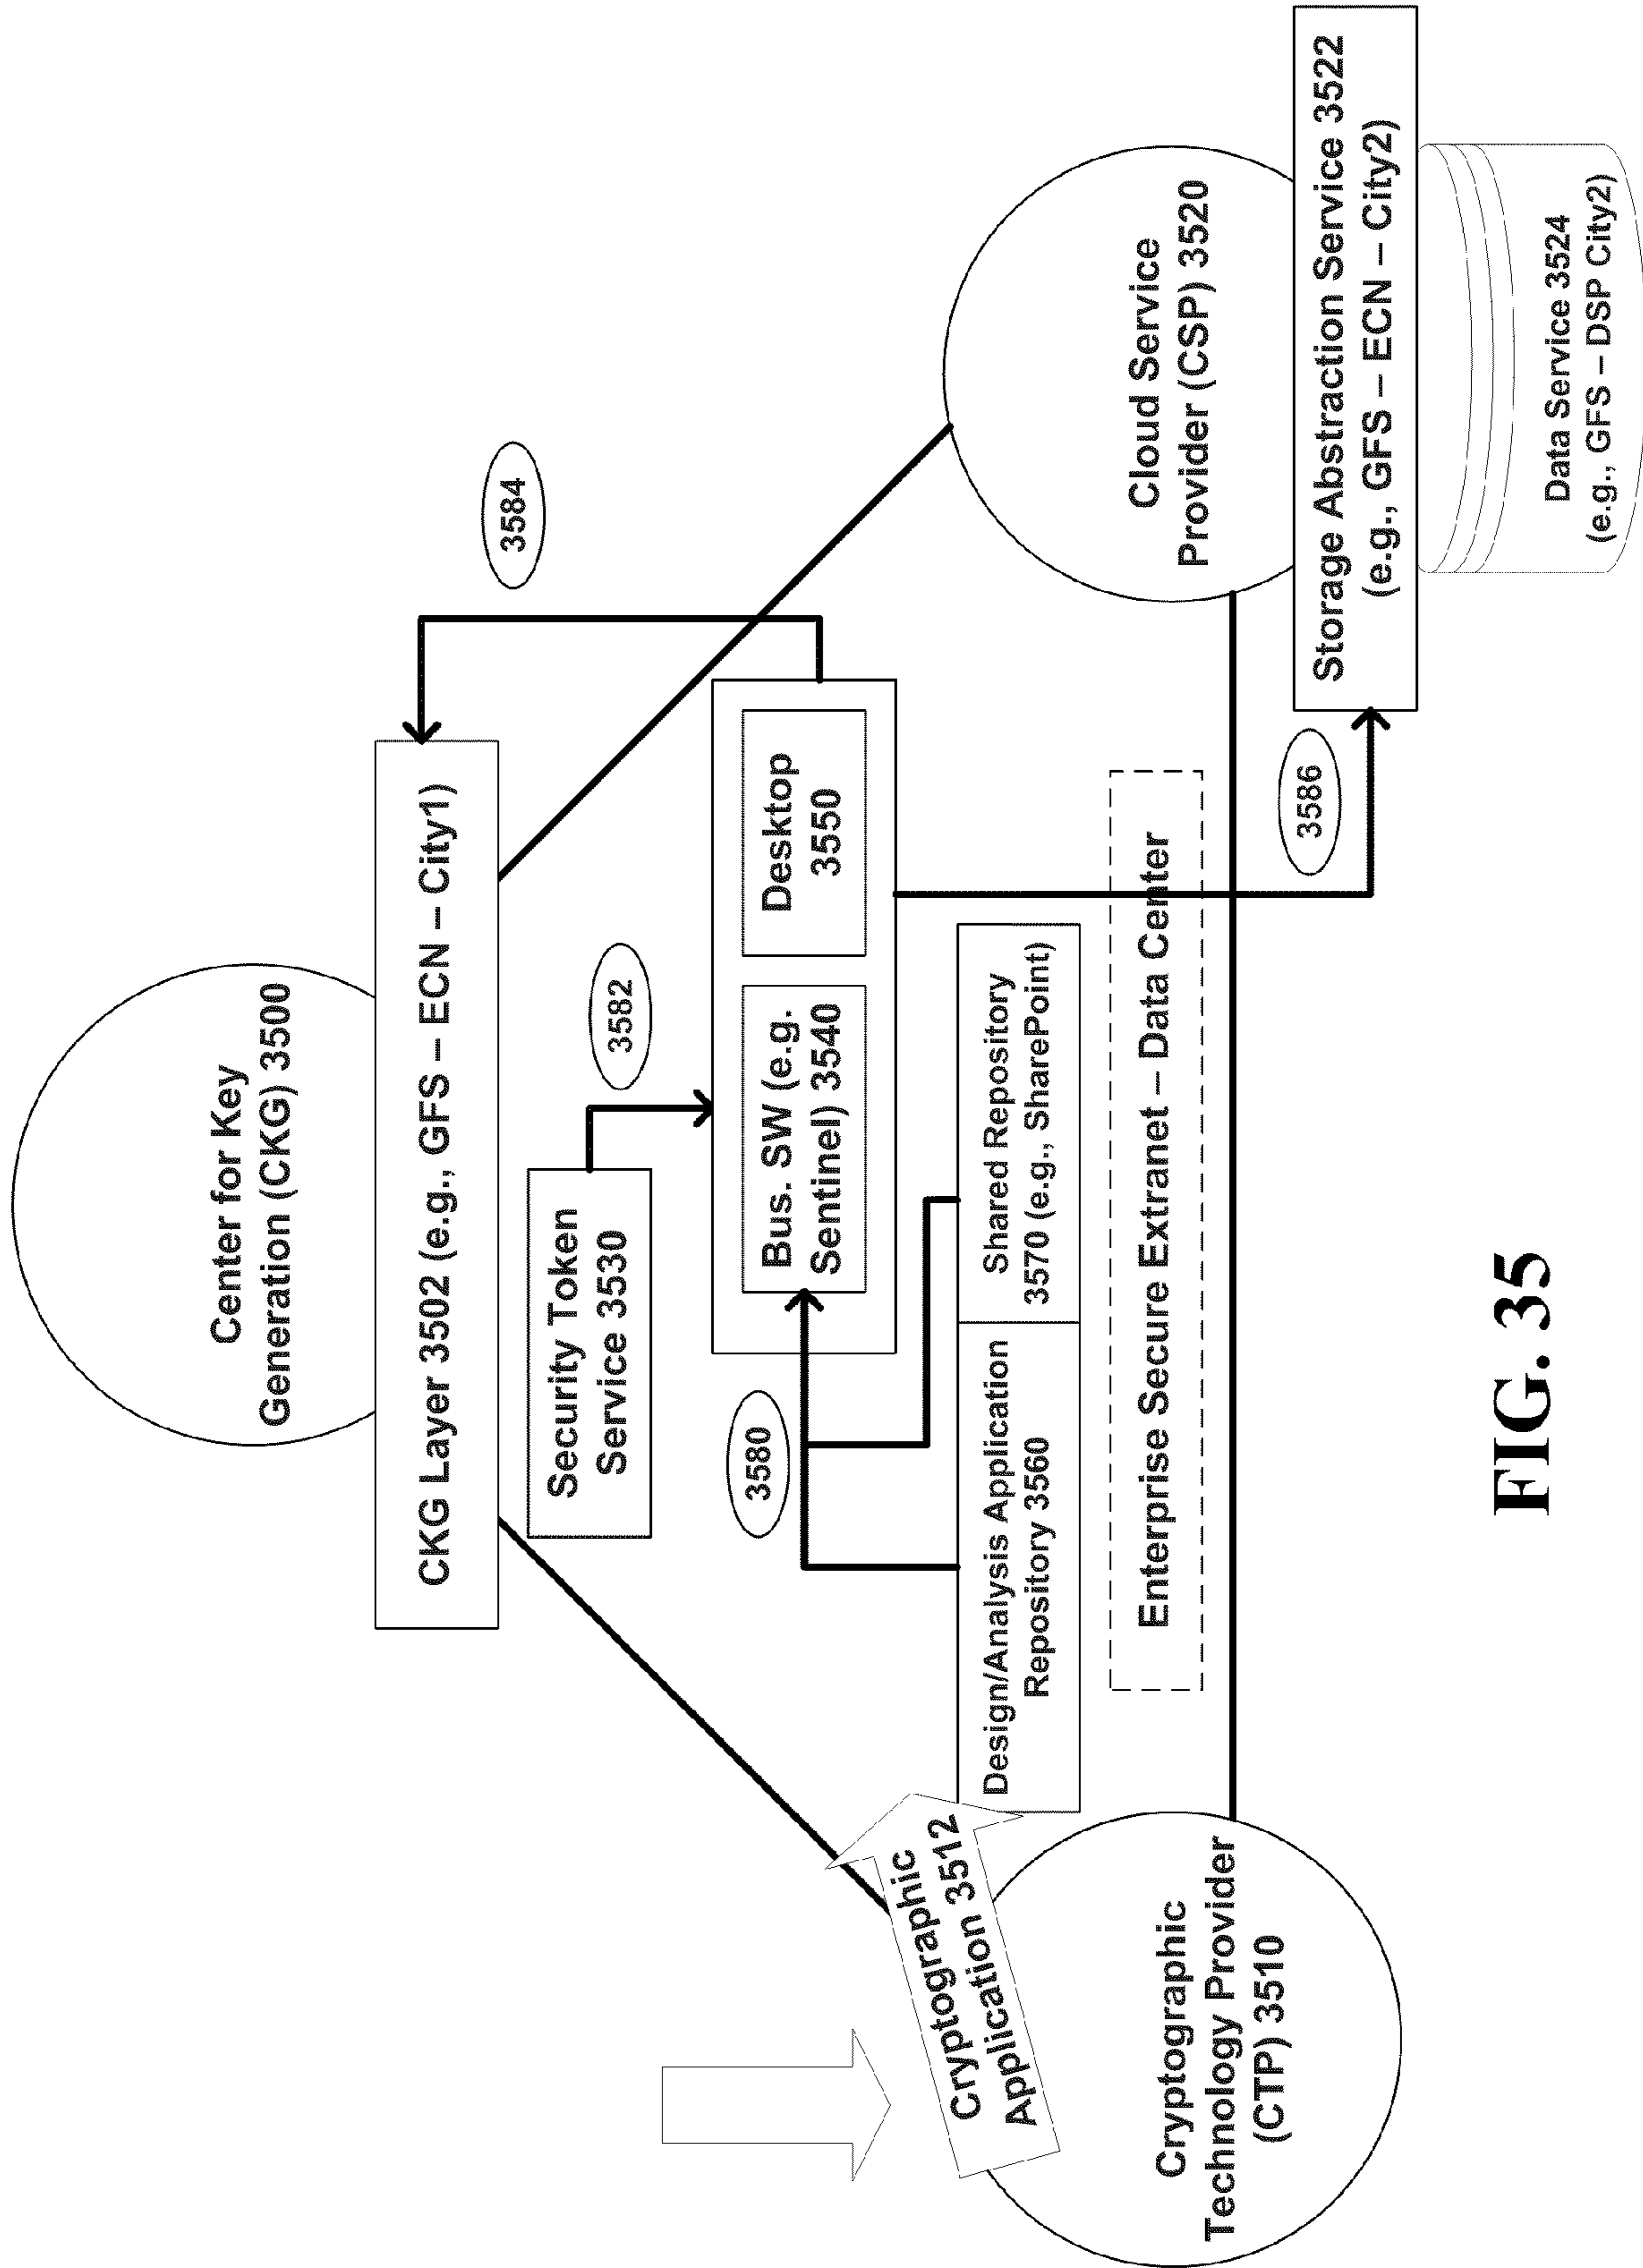 Center for Key
Generation (CKG) 3500
CKG Layer 3502 (e.g., GFS – ECN – City1)
3584
Security Token
Service 3530
3582
3580
Bus. SW (e.g.
Sentinel) 3540
Desktop
3550
Cryptographic
Application 3512
Design/Analysis Application
Repository 3560
Shared Repository
3570 (e.g., SharePoint)
Enterprise Secure Extranet – Data Center
3586
Cryptographic
Technology Provider
(CTP) 3510
Cloud Service
Provider (CSP) 3520
Storage Abstraction Service 3522
(e.g., GFS – ECN – City2)
Data Service 3524
(e.g., GFS – DSP City2)
FIG. 35